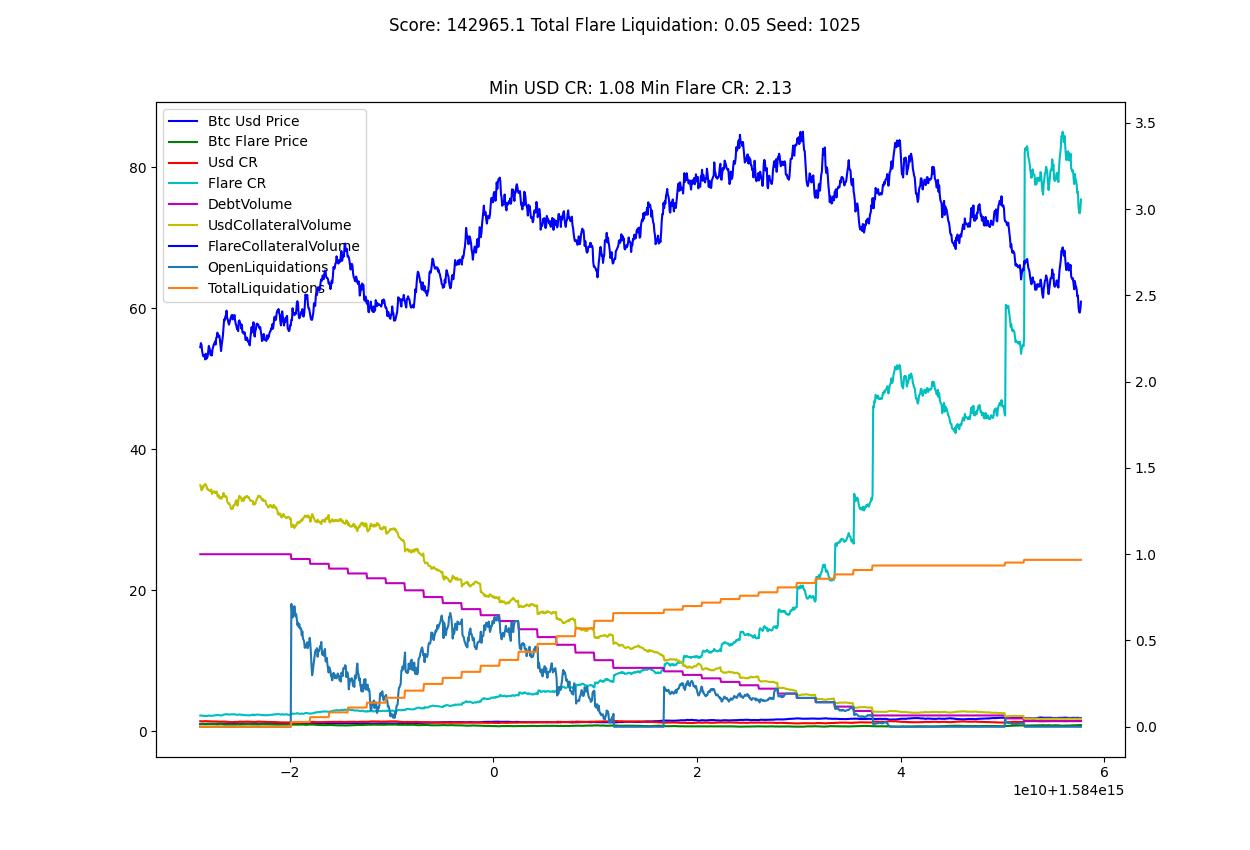 Score: 142965.1 Total Flare Liquidation: 0.05 Seed: 1025
Min USD CR: 1.08 Min Flare CR: 2.13
Btc Usd Price
Btc Flare Price
Usd CR
Flare CR
DebtVolume
UsdCollateralVolume
FlareCollateralVolume
OpenLiquidations
TotalLiquidations
80
60
40
20
0
3.5
3.0
2.5
2.0
1.5
1.0
0.5
0.0
−2 0 2 4 6
1e10+1.584e15